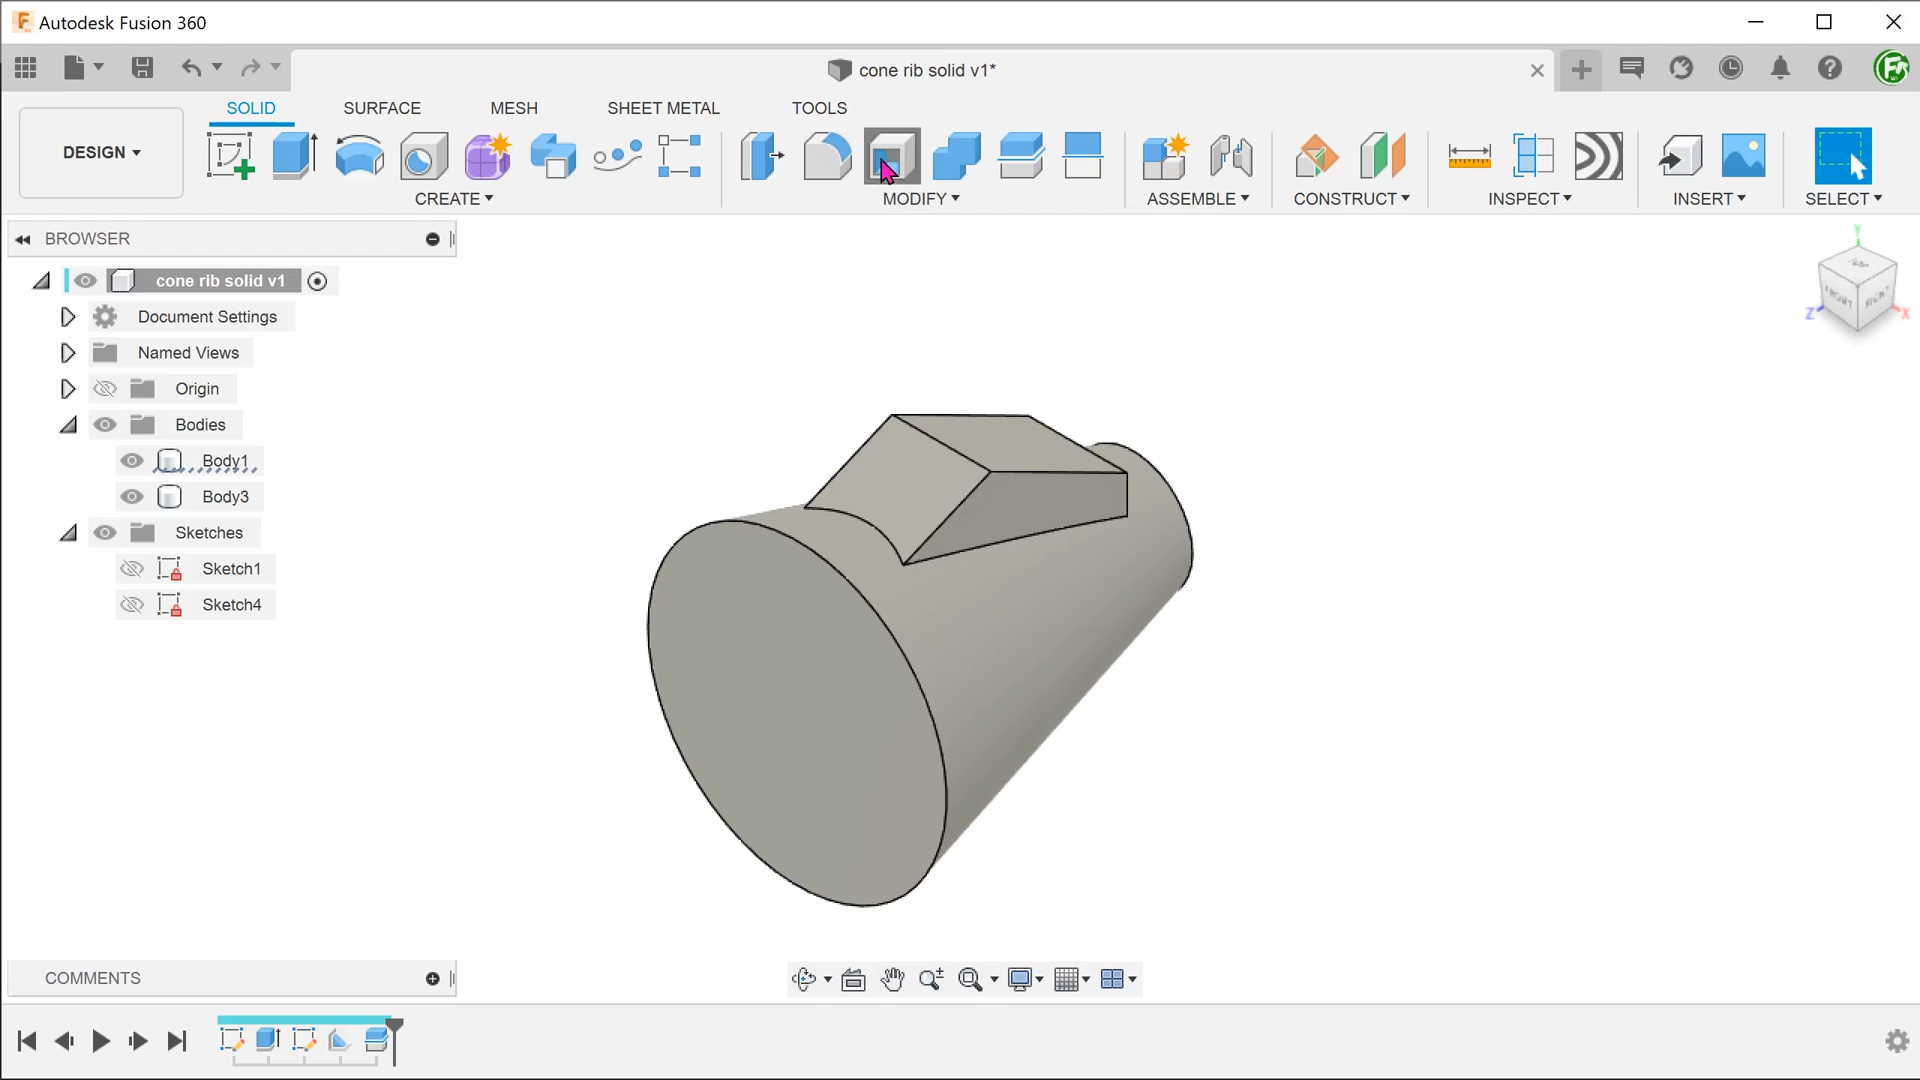 Autodesk Fusion 360
cone rib solid v1*
SOLID SURFACE MESH SHEET METAL TOOLS
DESIGN
CREATE MODIFY ASSEMBLE CONSTRUCT INSPECT INSERT SELECT
BROWSER
cone rib solid v1
Document Settings
Named Views
Origin
Bodies
Body1
Body3
Sketches
Sketch1
Sketch4
Y
FRONT RIGHT
Z X
COMMENTS